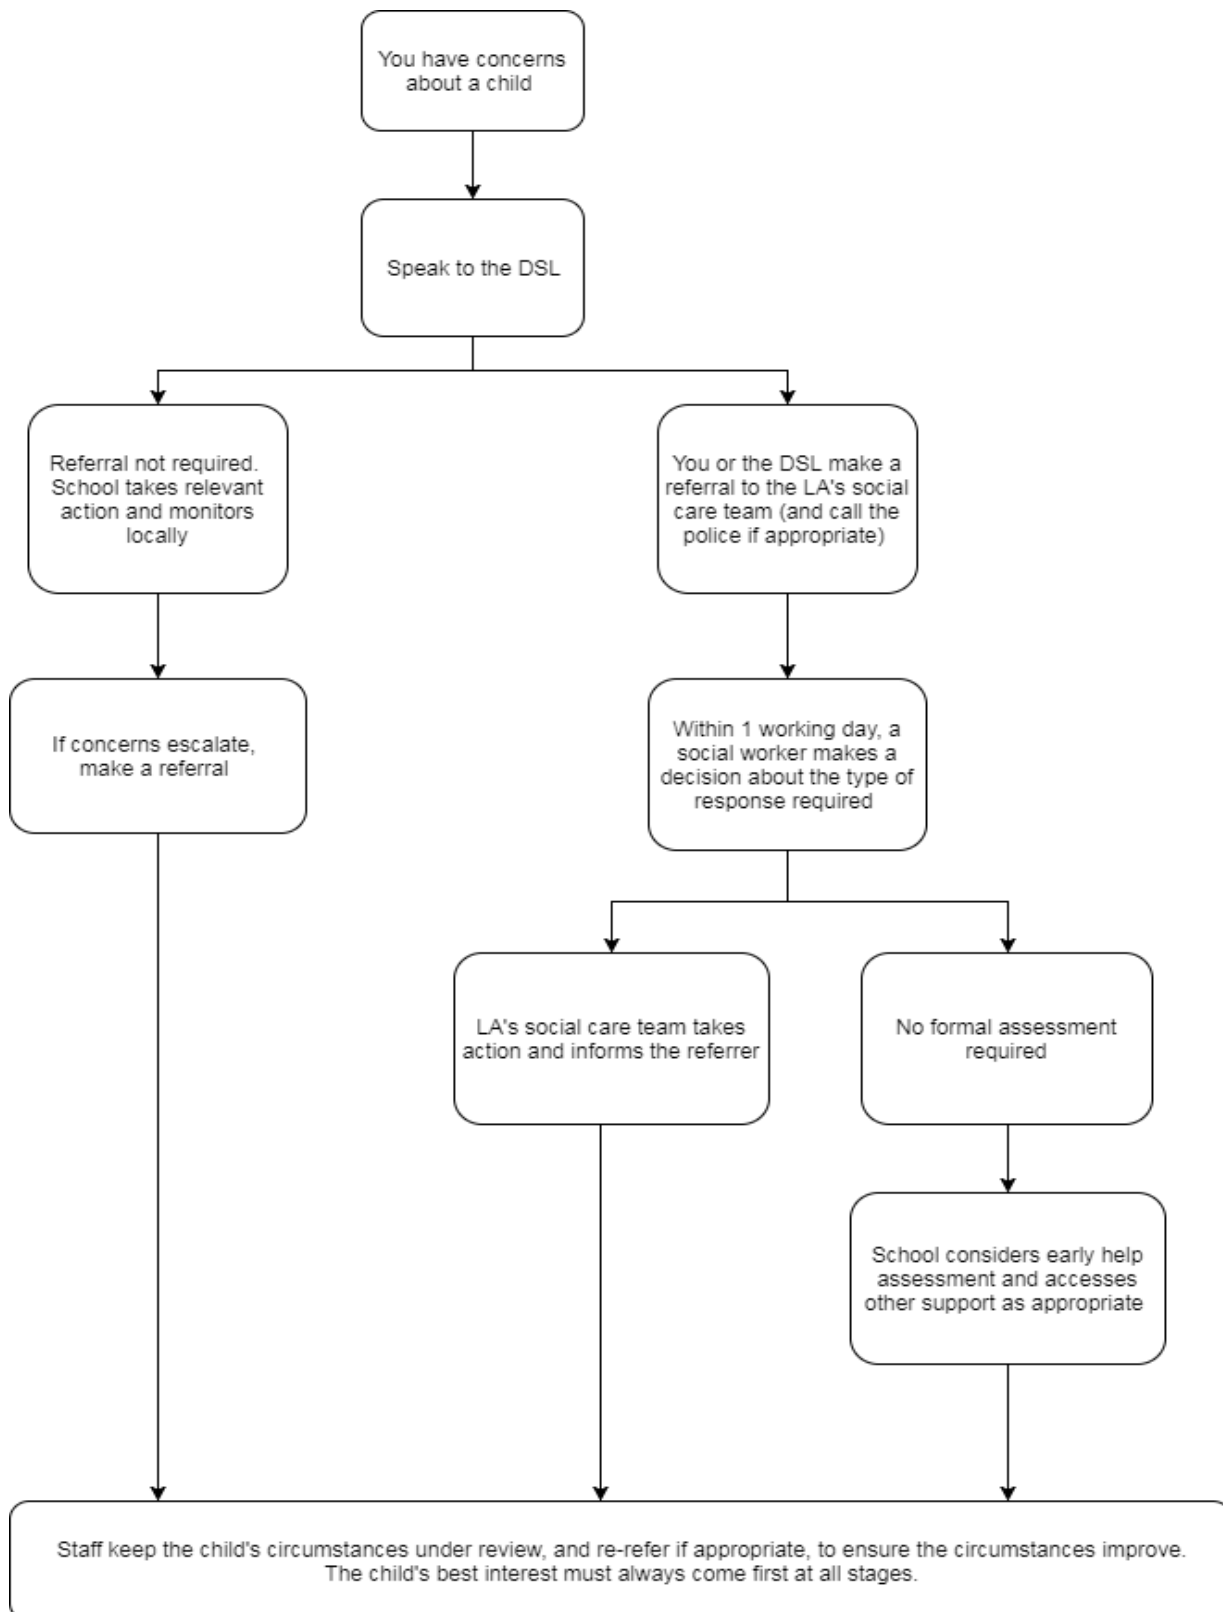 You have concerns
about a child
Speak to the DSL
Referral not required.
School takes relevant
action and monitors
locally
You or the DSL make a
referral to the LA's social
care team (and call the
police if appropriate)
If concerns escalate,
make a referral
Within 1 working day, a
social worker makes a
decision about the type of
response required
LA's social care team takes
action and informs the referrer
No formal assessment
required
School considers early help
assessment and accesses
other support as appropriate
Staff keep the child's circumstances under review, and re-refer if appropriate, to ensure the circumstances improve.
The child's best interest must always come first at all stages.